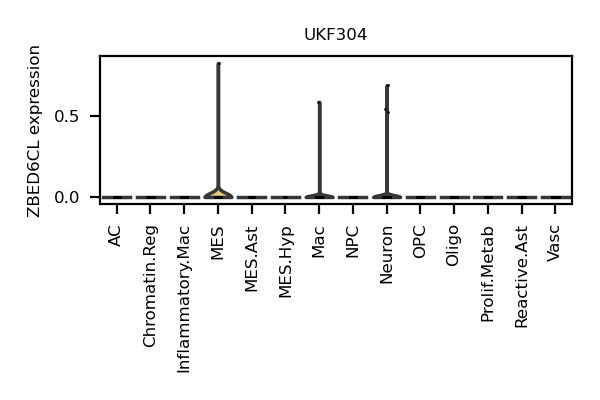 UKF304
ZBED6CL expression
0.5
0.0
AC
Chromatin.Reg
Inflammatory.Mac
MES
MES.Ast
MES.Hyp
Mac
NPC
Neuron
OPC
Oligo
Prolif.Metab
Reactive.Ast
Vasc